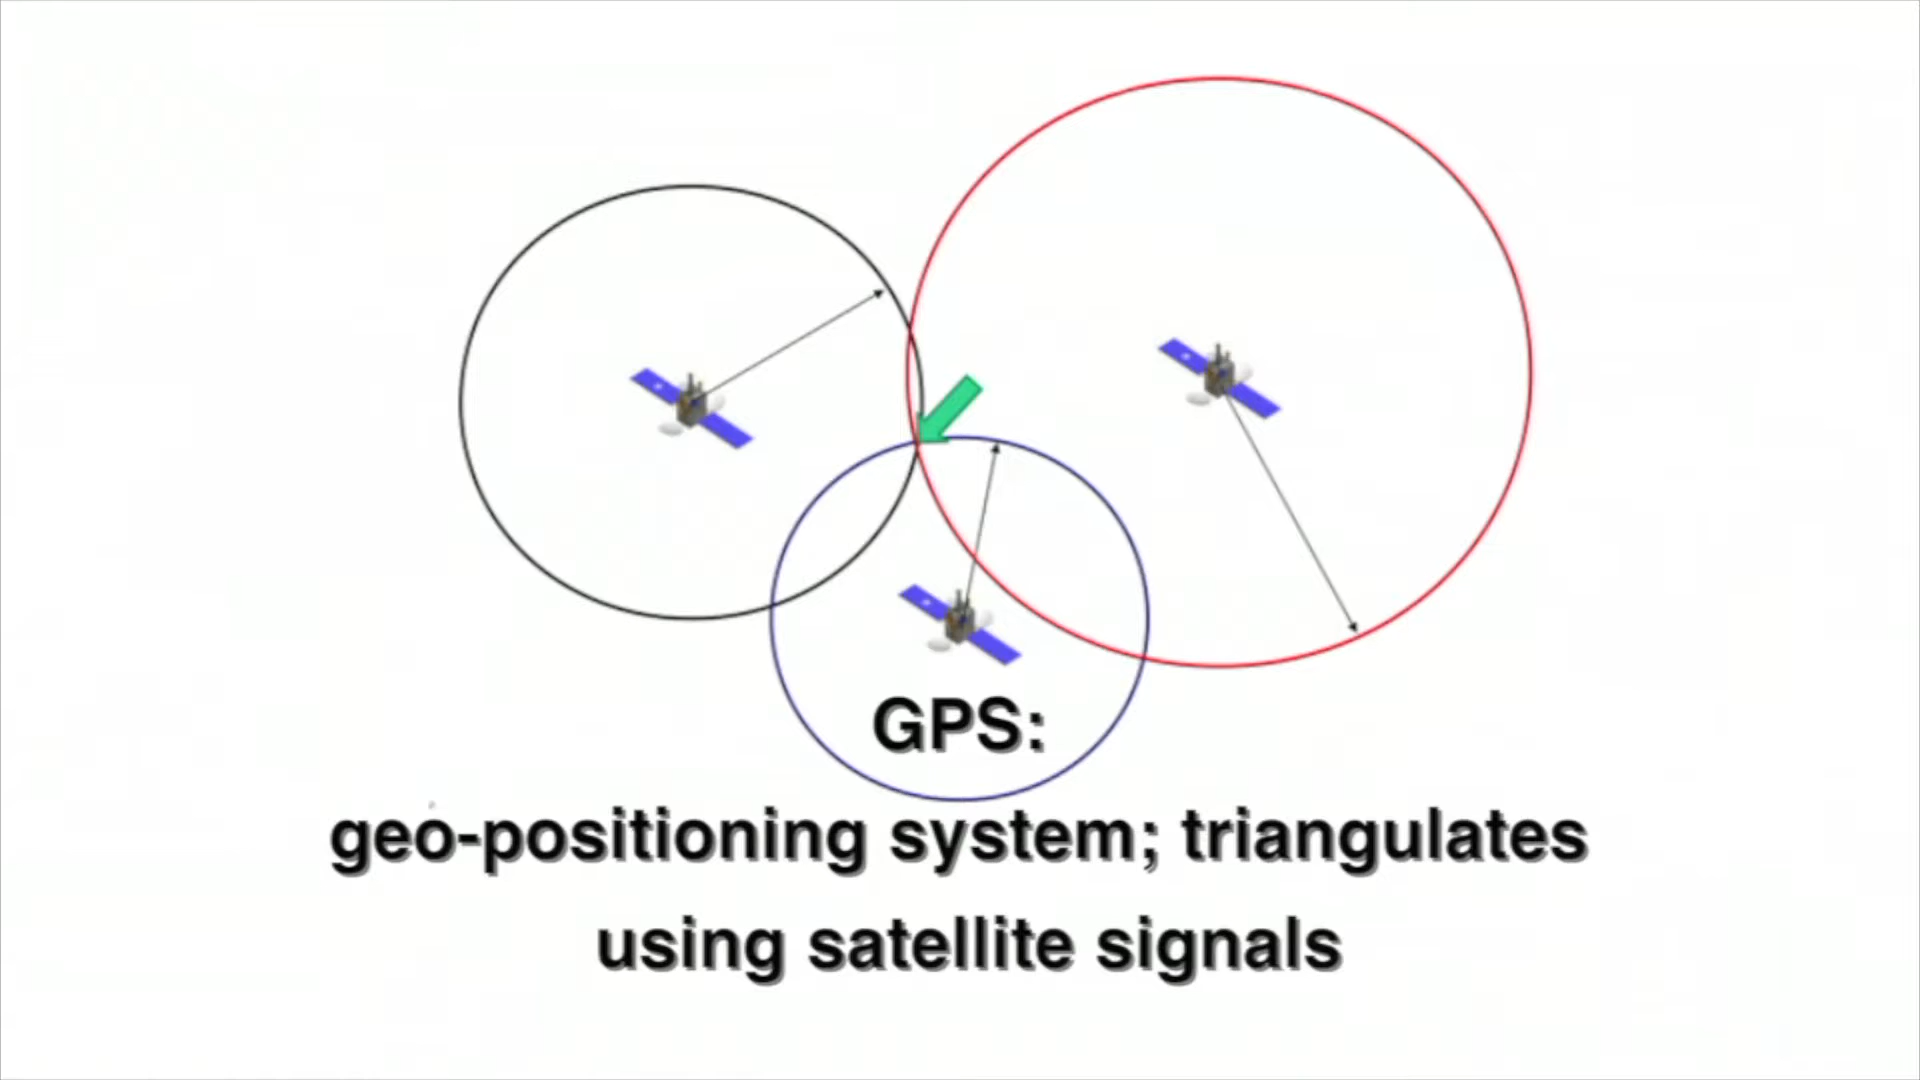 GPS:
geo-positioning system; triangulates
using satellite signals